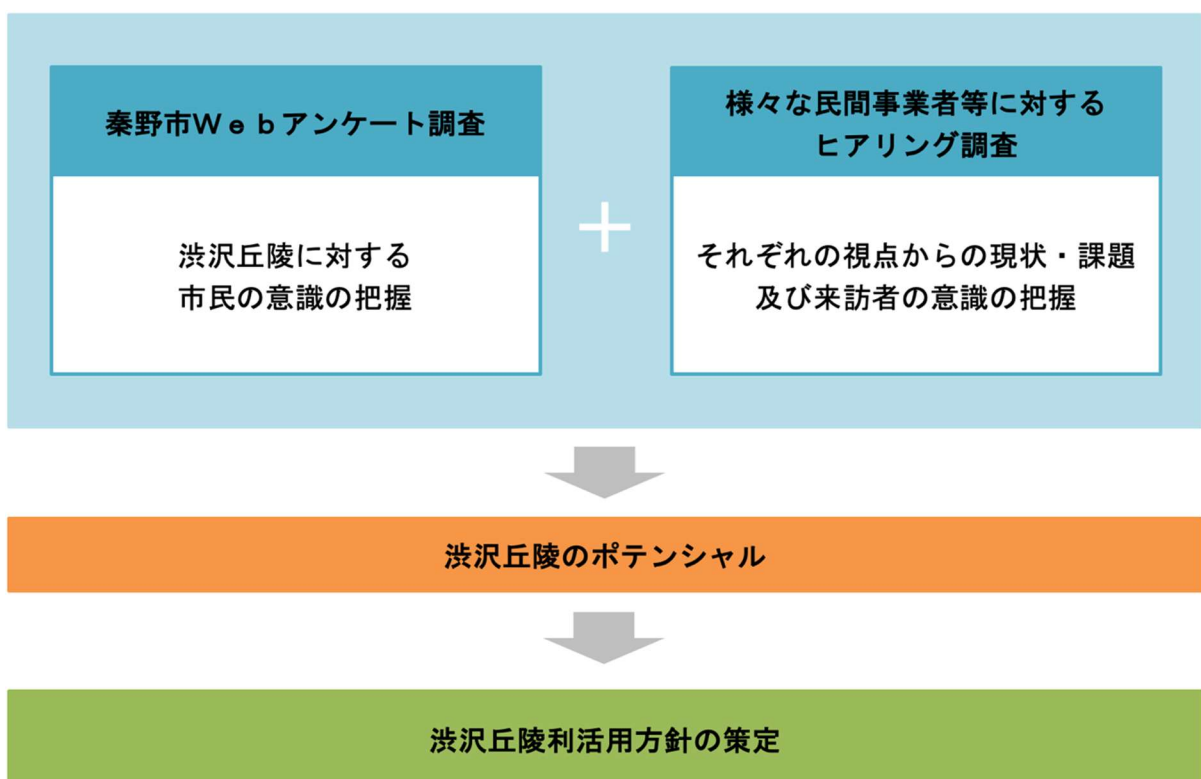 秦野市Ｗｅｂアンケート調査
渋沢丘陵に対する
市民の意識の把握
＋
様々な民間事業者等に対する
ヒアリング調査
それぞれの視点からの現状・課題
及び来訪者の意識の把握
渋沢丘陵のポテンシャル
渋沢丘陵利活用方針の策定